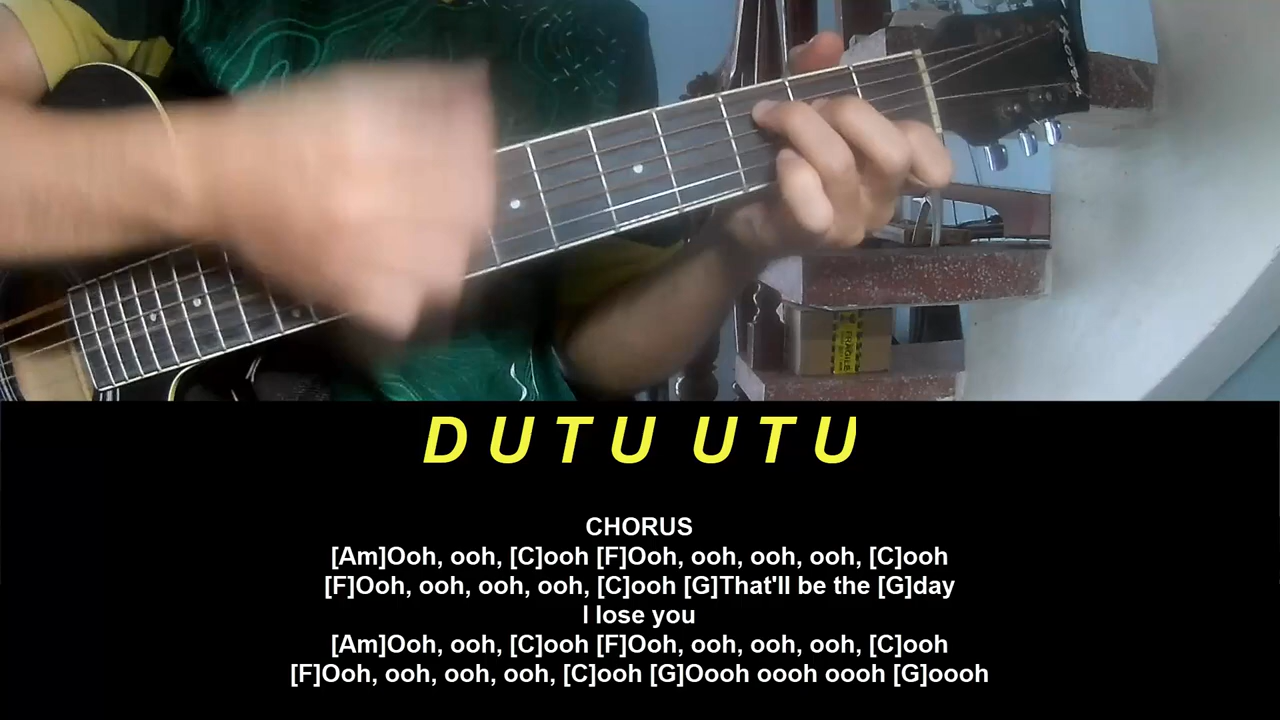 FRAGILE
D U T U U T U
CHORUS
[Am]Ooh, ooh, [C]ooh [F]Ooh, ooh, ooh, ooh, [C]ooh
[F]Ooh, ooh, ooh, ooh, [C]ooh [G]That'll be the [G]day
I lose you
[Am]Ooh, ooh, [C]ooh [F]Ooh, ooh, ooh, ooh, [C]ooh
[F]Ooh, ooh, ooh, ooh, [C]ooh [G]Oooh oooh oooh [G]oooh